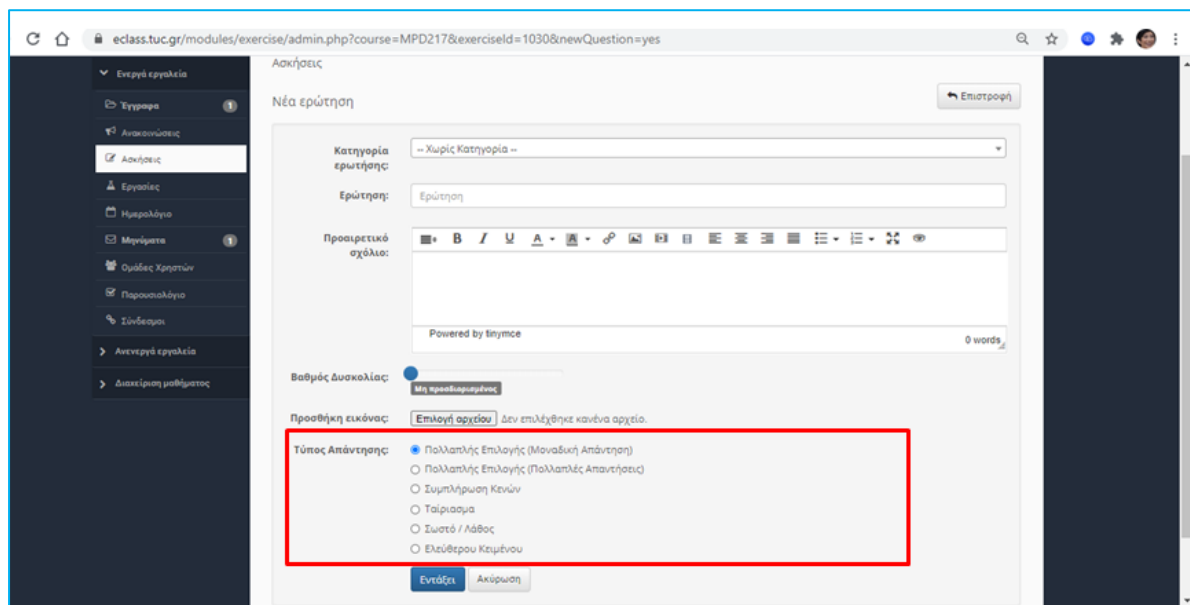 eclass.tuc.gr/modules/exercise/admin.php?course=MPD217&exerciseId=1030&newQuestion=yes
Ενεργά εργαλεία
Έγγραφα 1
Ανακοινώσεις
Ασκήσεις
Εργασίες
Ημερολόγιο
Μηνύματα 1
Ομάδες Χρηστών
Παρουσιολόγιο
Σύνδεσμοι
Ανενεργά εργαλεία
Διαχείριση μαθήματος
Ασκήσεις
Νέα ερώτηση
Επιστροφή
Κατηγορία
ερωτήσης:
-- Χωρίς Κατηγορία --
Ερώτηση: Ερώτηση
Προαιρετικό
σχόλιο:
B I U A A
Powered by tinymce
0 words
Βαθμός Δυσκολίας:
Μη προσδιορισμένος
Προσθήκη εικόνας: Επιλογή αρχείου Δεν επιλέχθηκε κανένα αρχείο.
Τύπος Απάντησης: Πολλαπλής Επιλογής (Μοναδική Απάντηση)
Πολλαπλής Επιλογής (Πολλαπλές Απαντήσεις)
Συμπλήρωση Κενών
Ταίριασμα
Σωστό / Λάθος
Ελεύθερου Κειμένου
Εντάξει Ακύρωση